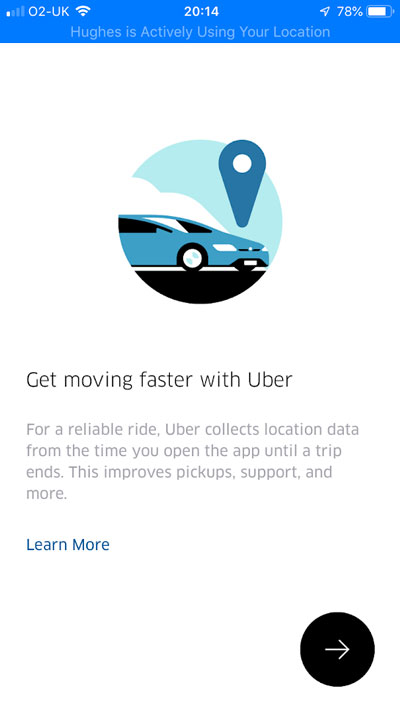 O2-UK 20:14 78%
Hughes is Actively Using Your Location
Get moving faster with Uber
For a reliable ride, Uber collects location data
from the time you open the app until a trip
ends. This improves pickups, support, and
more.
Learn More